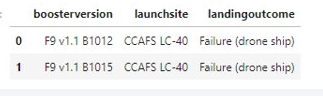 boosterversion launchsite landingoutcome
0 F9 v1.1 B1012 CCAFS LC-40 Failure (drone ship)
1 F9 v1.1 B1015 CCAFS LC-40 Failure (drone ship)